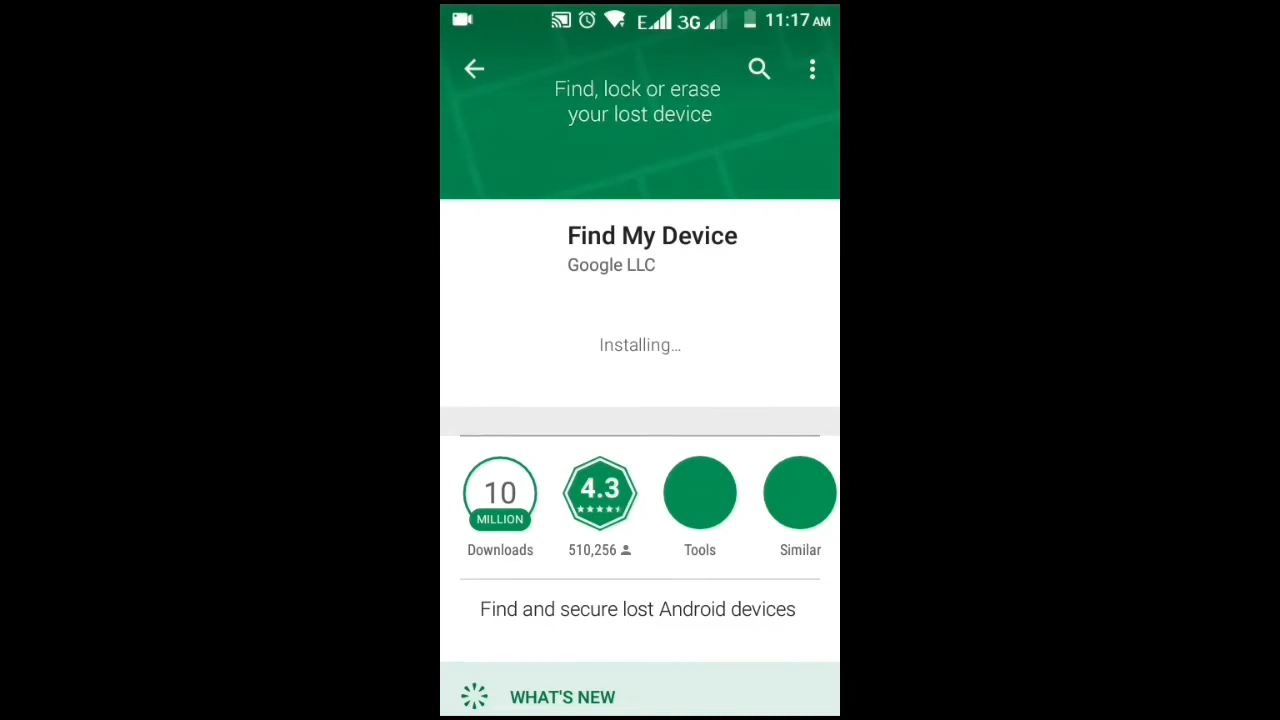 E 3G 11:17 AM
Find, lock or erase
your lost device
Find My Device
Google LLC
Installing...
10
MILLION
Downloads
4.3
510,256
Tools
Similar
Find and secure lost Android devices
WHAT'S NEW